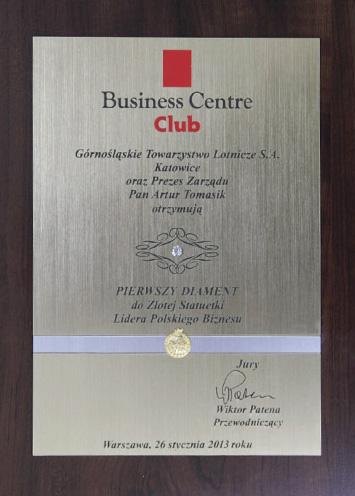 Business Centre
Club
Górnośląskie Towarzystwo Lotnicze S.A.
Katowice
oraz Prezes Zarządu
Pan Artur Tomasik
otrzymują
PIERWSZY DIAMENT
do Złotej Statuetki
Lidera Polskiego Biznesu
Jury
Wiktor Patena
Przewodniczący
Warszawa, 26 stycznia 2013 roku